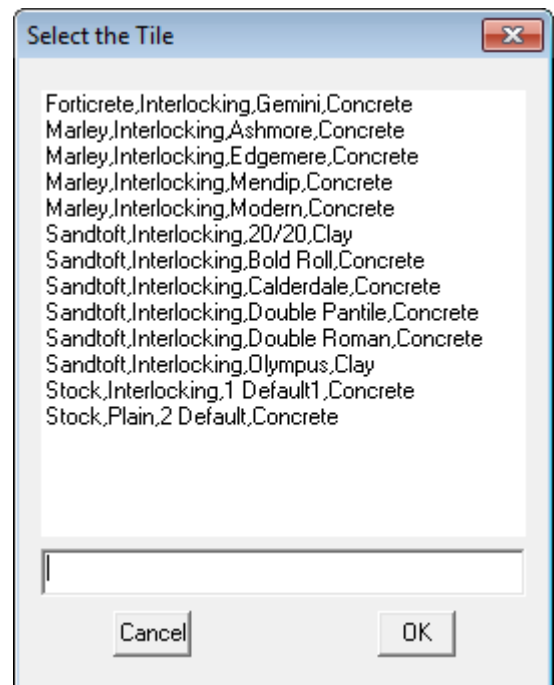 Select the Tile
Forticrete,Interlocking,Gemini,Concrete
Marley,Interlocking,Ashmore,Concrete
Marley,Interlocking,Edgemere,Concrete
Marley,Interlocking,Mendip,Concrete
Marley,Interlocking,Modern,Concrete
Sandtoft,Interlocking,20/20,Clay
Sandtoft,Interlocking,Bold Roll,Concrete
Sandtoft,Interlocking,Calderdale,Concrete
Sandtoft,Interlocking,Double Pantile,Concrete
Sandtoft,Interlocking,Double Roman,Concrete
Sandtoft,Interlocking,Olympus,Clay
Stock,Interlocking,1 Default1,Concrete
Stock,Plain,2 Default,Concrete
Cancel OK